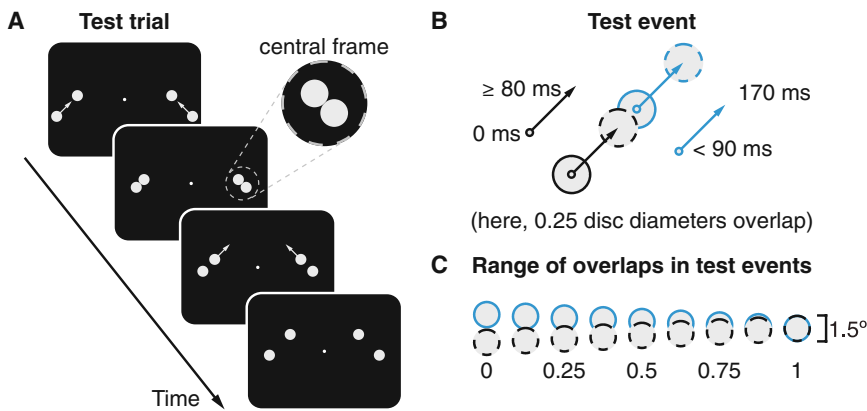 A Test trial
central frame
Time
B Test event
≥ 80 ms
0 ms
170 ms
< 90 ms
(here, 0.25 disc diameters overlap)
C Range of overlaps in test events
1.5º
0 0.25 0.5 0.75 1